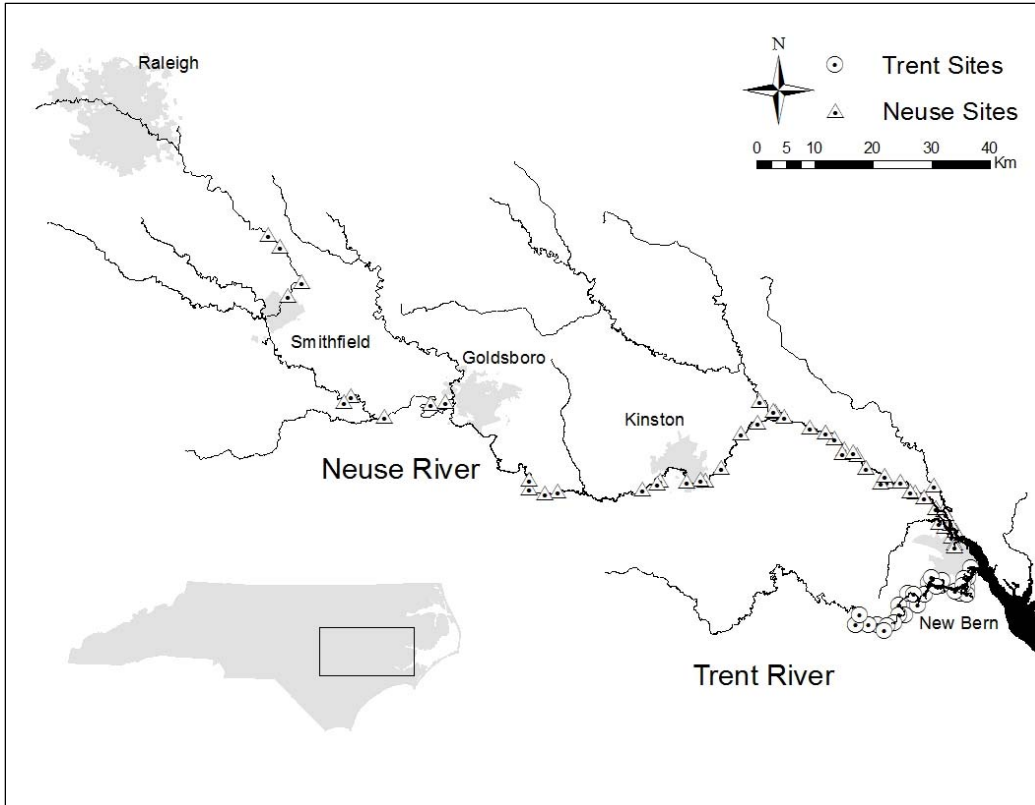 Raleigh
N
Trent Sites
Neuse Sites
0 5 10 20 30 40
Km
Smithfield
Goldsboro
Kinston
Neuse River
New Bern
Trent River